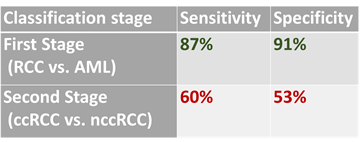 Classification stage Sensitivity Specificity
First Stage 87% 91%
(RCC vs. AML)
Second Stage 60% 53%
(ccRCC vs. nccRCC)